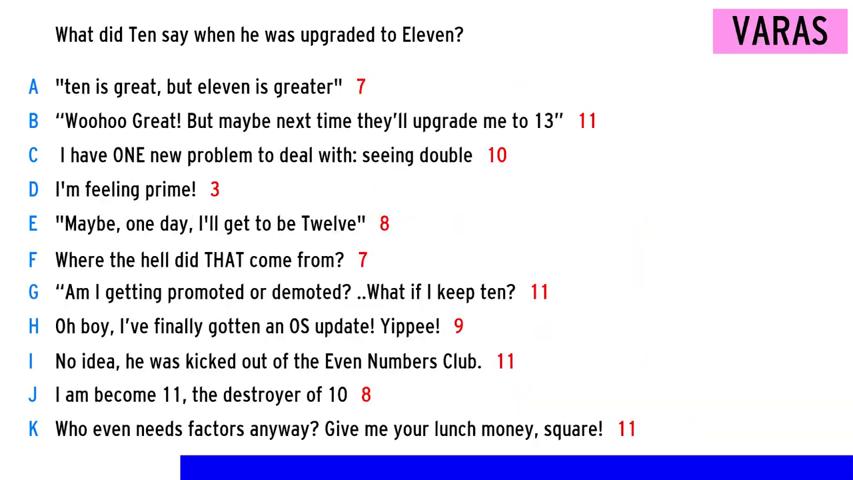 What did Ten say when he was upgraded to Eleven?
VARAS
A "ten is great, but eleven is greater" 7
B “Woohoo Great! But maybe next time they’ll upgrade me to 13” 11
C I have ONE new problem to deal with: seeing double 10
D I'm feeling prime! 3
E "Maybe, one day, I'll get to be Twelve" 8
F Where the hell did THAT come from? 7
G “Am I getting promoted or demoted? ..What if I keep ten? 11
H Oh boy, I’ve finally gotten an OS update! Yippee! 9
I No idea, he was kicked out of the Even Numbers Club. 11
J I am become 11, the destroyer of 10 8
K Who even needs factors anyway? Give me your lunch money, square! 11